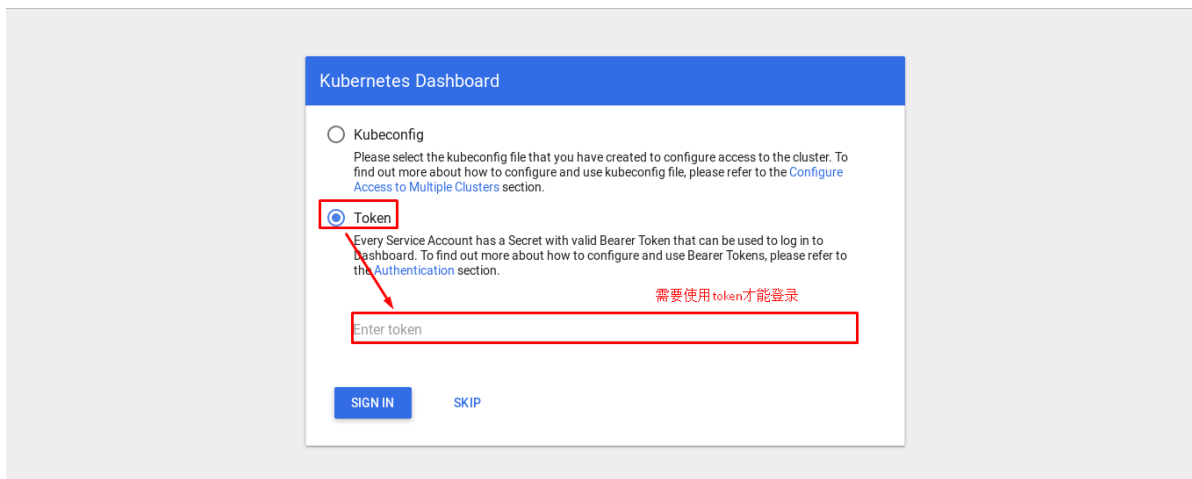 Kubernetes Dashboard
Kubeconfig
Please select the kubeconfig file that you have created to configure access to the cluster. To
find out more about how to configure and use kubeconfig file, please refer to the Configure
Access to Multiple Clusters section.
Token
Every Service Account has a Secret with valid Bearer Token that can be used to log in to
Dashboard. To find out more about how to configure and use Bearer Tokens, please refer to
the Authentication section.
需要使用token才能登录
Enter token
SIGN IN
SKIP